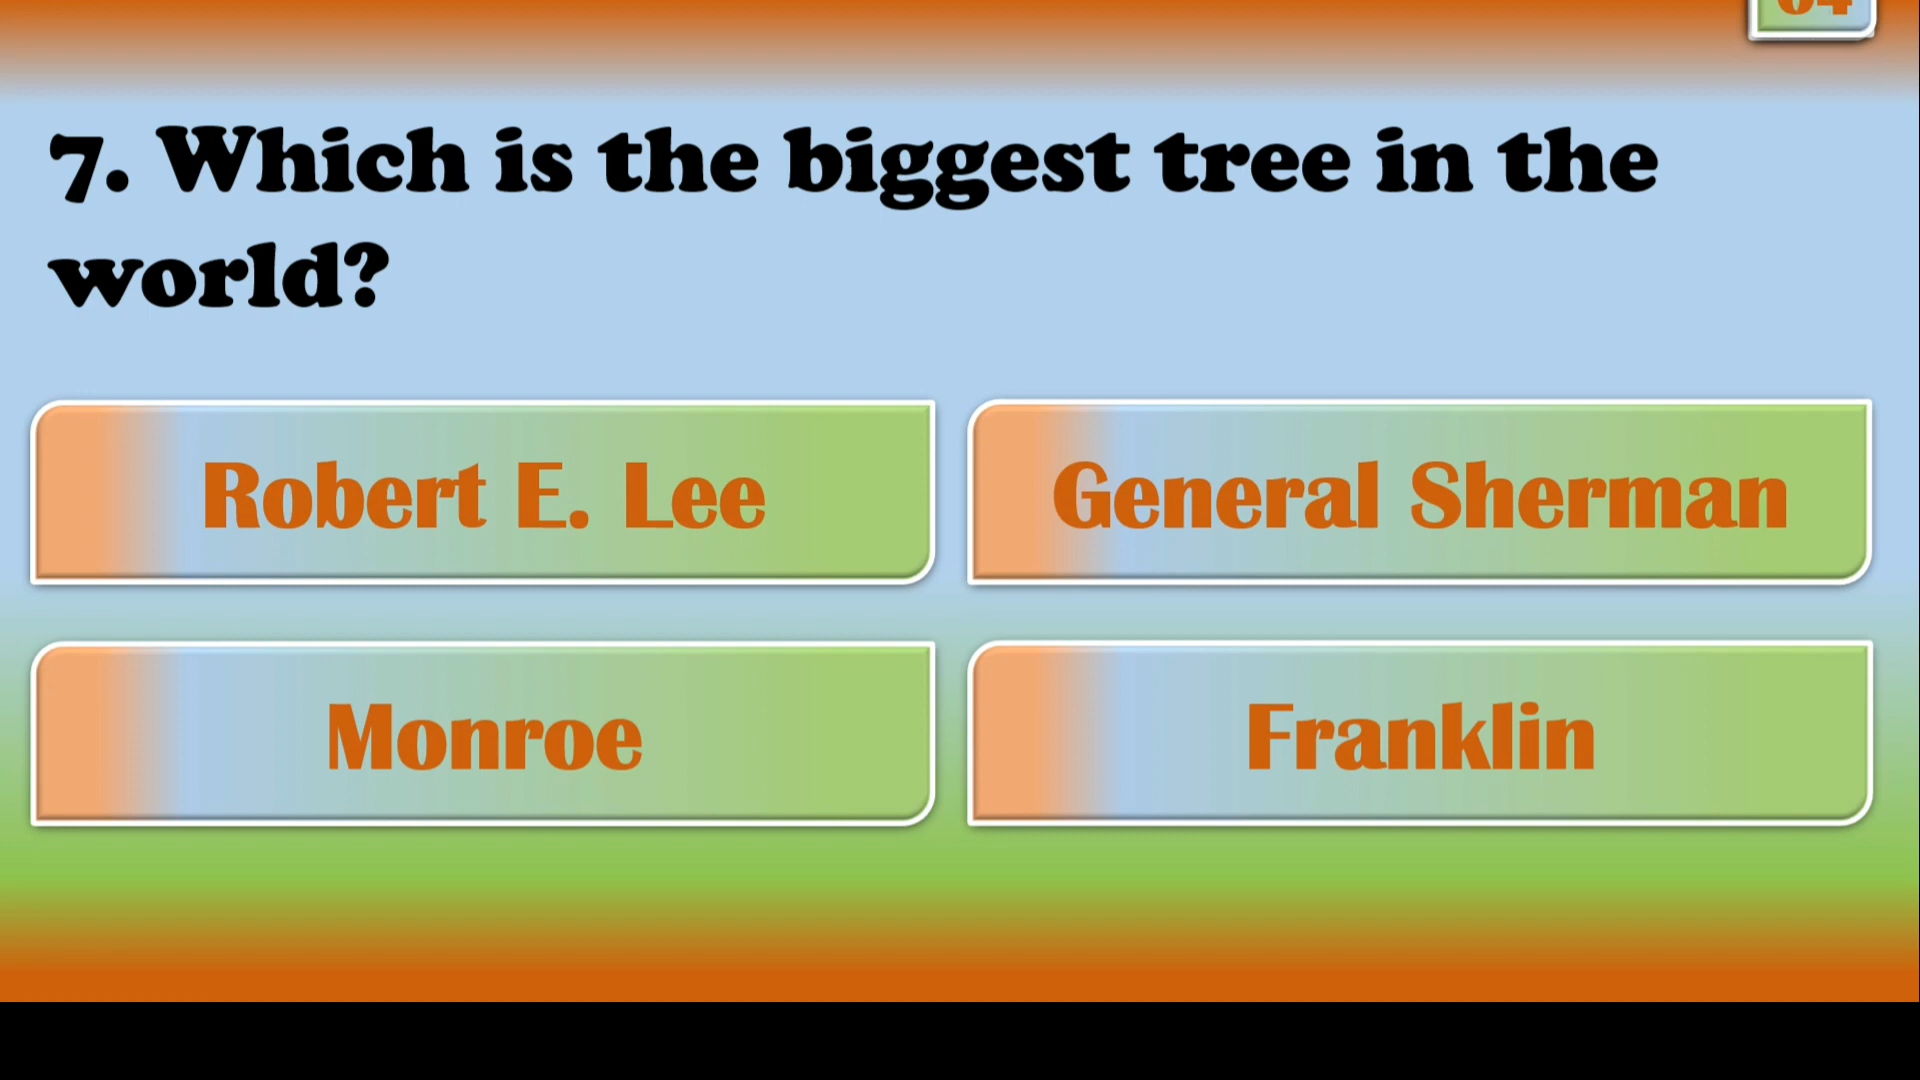 7. Which is the biggest tree in the
world?
Robert E. Lee
General Sherman
Monroe
Franklin